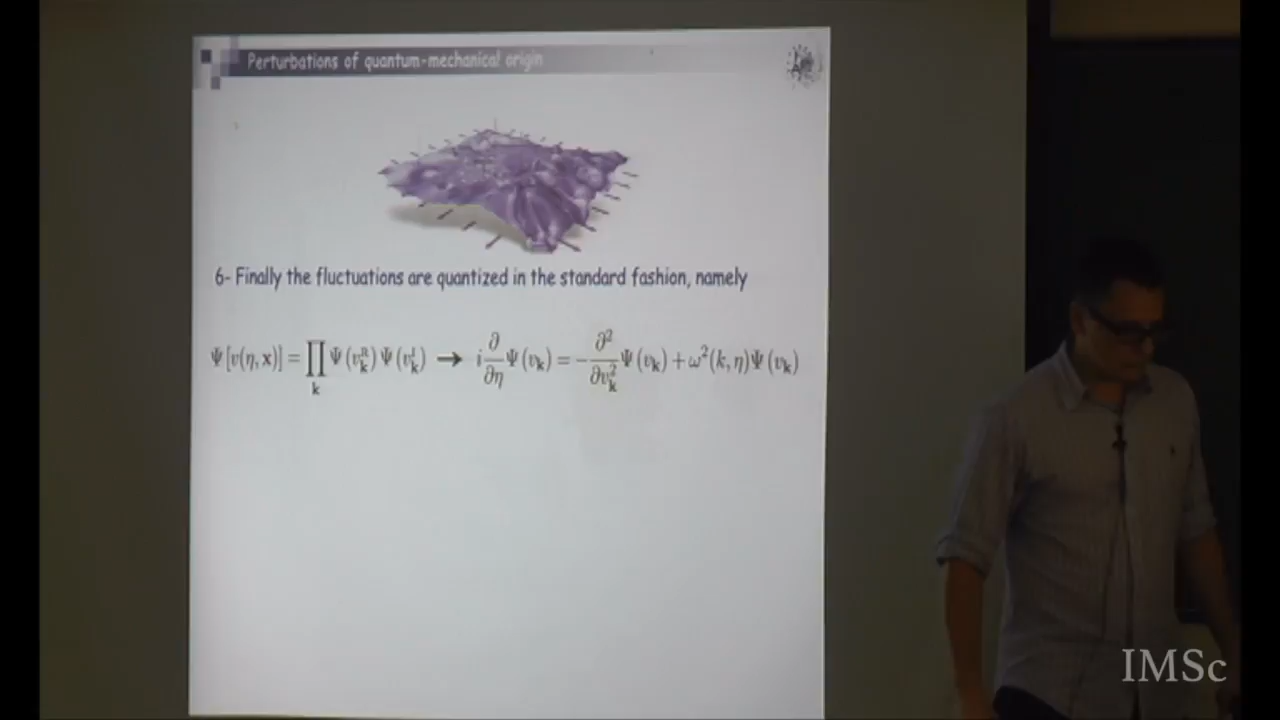 Perturbations of quantum-mechanical origin
6- Finally the fluctuations are quantized in the standard fashion, namely
Ψ[v(η, x)] = ∏_k Ψ(v_k^R) Ψ(v_k^I) → i ∂/∂η Ψ(v_k) = −∂²/∂v_k² Ψ(v_k) + ω²(k, η)Ψ(v_k)
IMSc